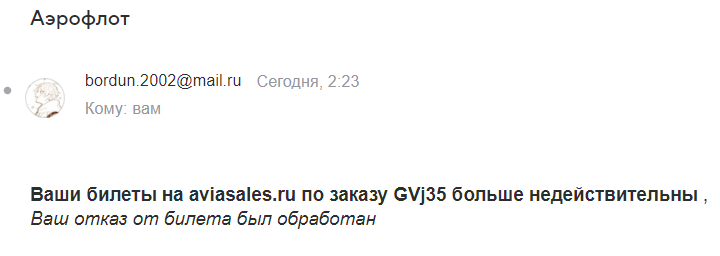 Аэрофлот
bordun.2002@mail.ru Сегодня, 2:23
Кому: вам
Ваши билеты на aviasales.ru по заказу GVj35 больше недействительны ,
Ваш отказ от билета был обработан